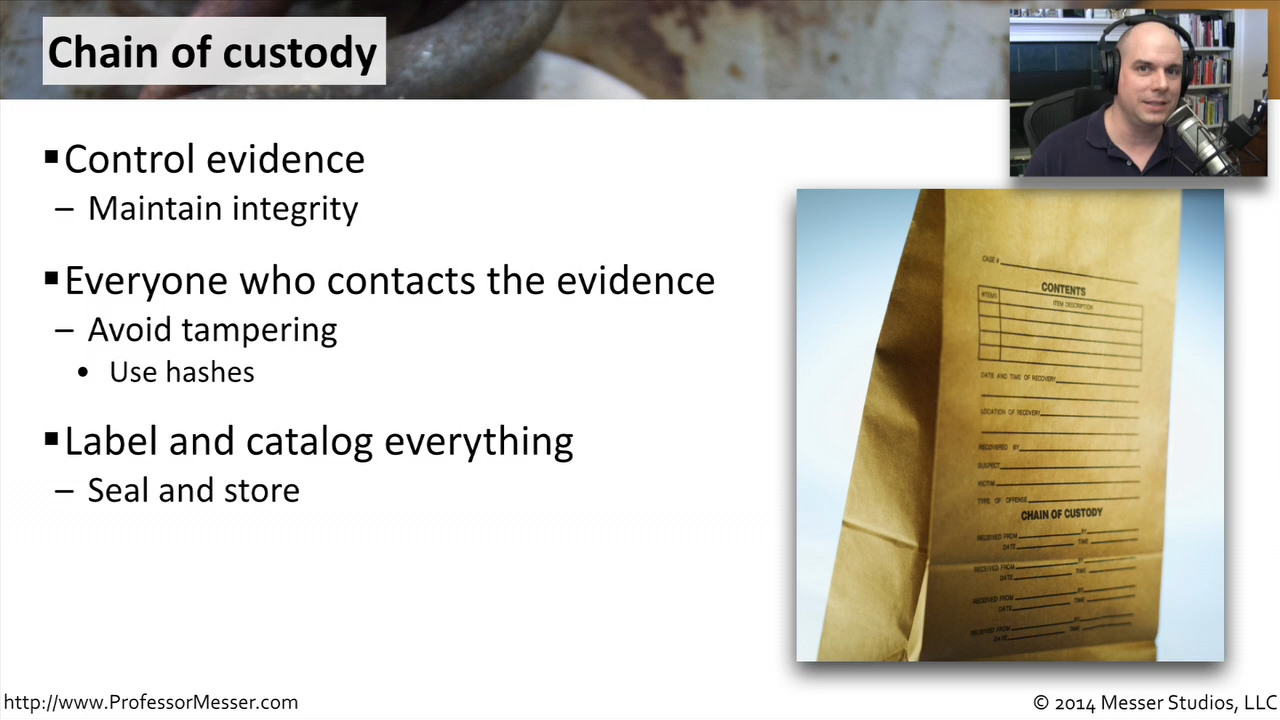 Chain of custody
Control evidence
– Maintain integrity
Everyone who contacts the evidence
– Avoid tampering
• Use hashes
Label and catalog everything
– Seal and store
CASE #
CONTENTS
ITEMS ITEM DESCRIPTION
DATE AND TIME OF RECOVERY
LOCATION OF RECOVERY
RECOVERED BY
SUSPECT
VICTIM
TYPE OF OFFENSE
CHAIN OF CUSTODY
RECEIVED FROM BY
DATE TIME
RECEIVED FROM BY
DATE TIME
RECEIVED FROM BY
DATE TIME
RECEIVED FROM BY
DATE TIME
http://www.ProfessorMesser.com
© 2014 Messer Studios, LLC